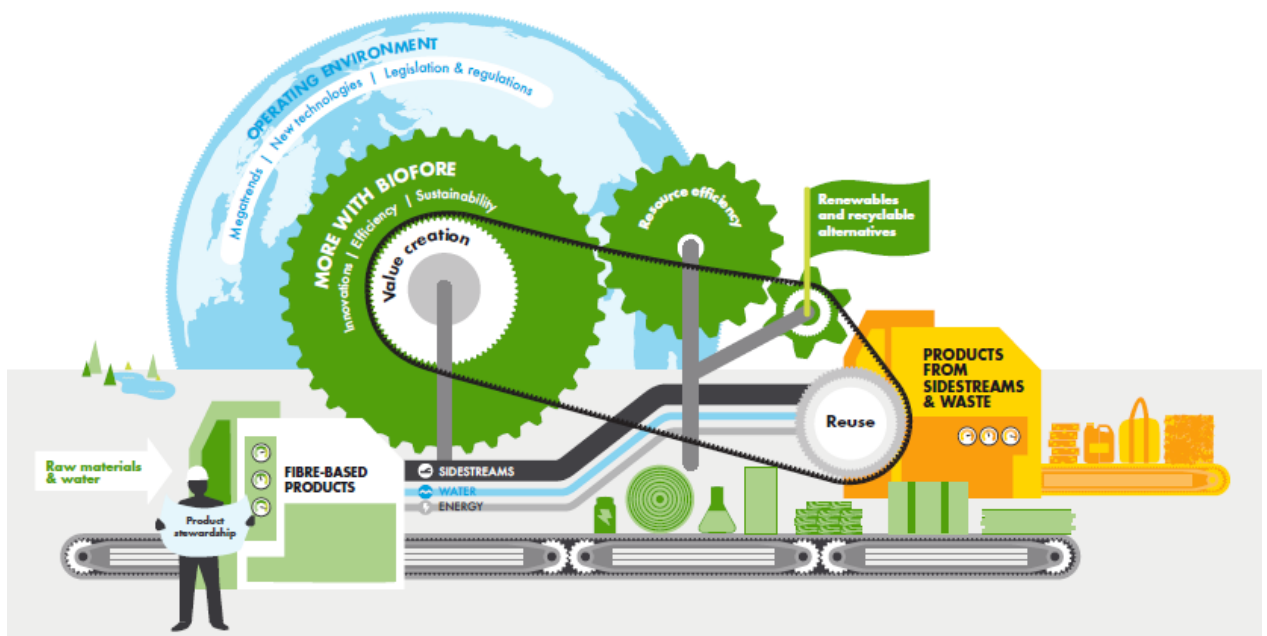 OPERATING ENVIRONMENT
Megatrends | New technologies | Legislation & regulations
MORE WITH BIOFORE
Innovations | Efficiency | Sustainability
Value creation
Resource efficiency
Renewables
and recyclable
alternatives
PRODUCTS
FROM
SIDESTREAMS
& WASTE
Reuse
Raw materials
& water
FIBRE-BASED
PRODUCTS
SIDESTREAMS
WATER
ENERGY
Product
stewardship